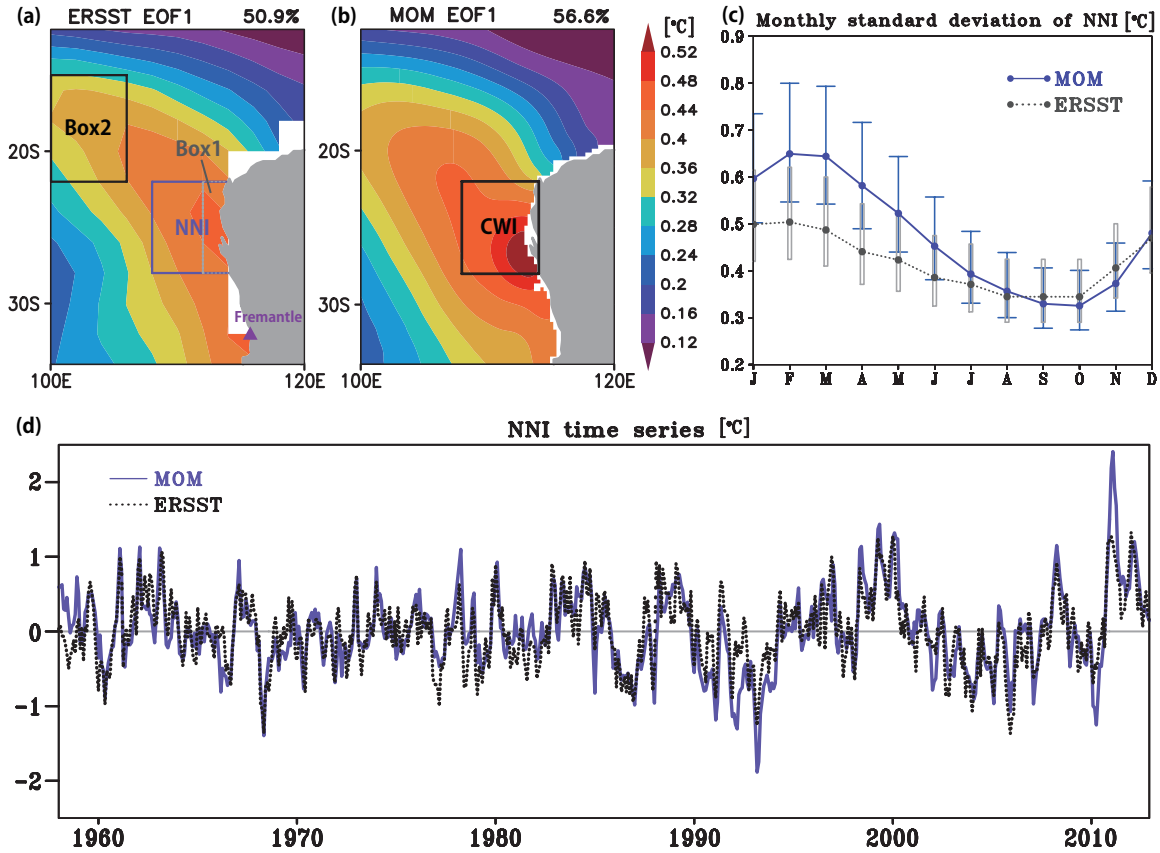 (a) ERSST EOF1 50.9%
Box2
Box1
NNI
Fremantle
20S
30S
100E 120E
(b) MOM EOF1 56.6%
CWI
20S
30S
100E 120E
[°C]
0.52
0.48
0.44
0.4
0.36
0.32
0.28
0.24
0.2
0.16
0.12
(c) Monthly standard deviation of NNI [°C]
MOM
ERSST
0.9
0.8
0.7
0.6
0.5
0.4
0.3
0.2
J F M A M J J A S O N D
(d) NNI time series [°C]
MOM
ERSST
2
1
0
-1
-2
1960 1970 1980 1990 2000 2010